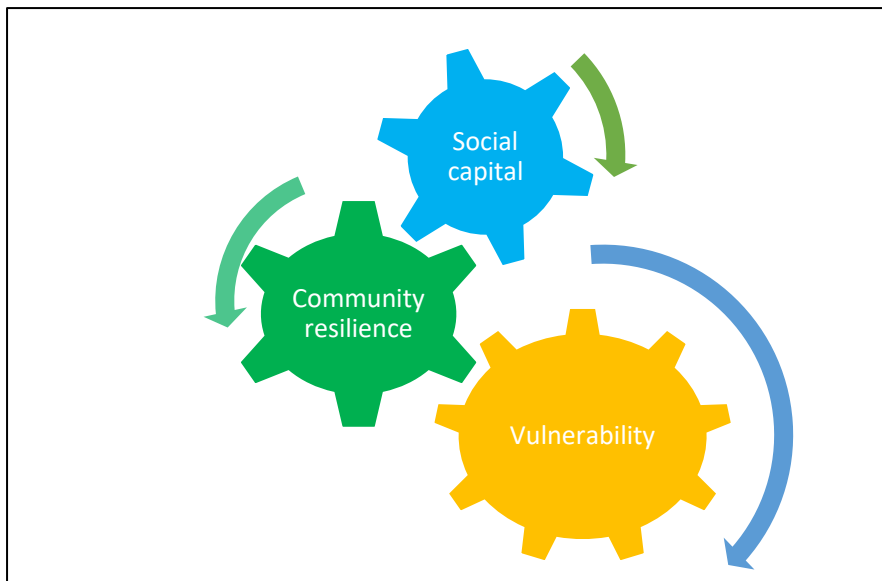 Social
capital
Community
resilience
Vulnerability